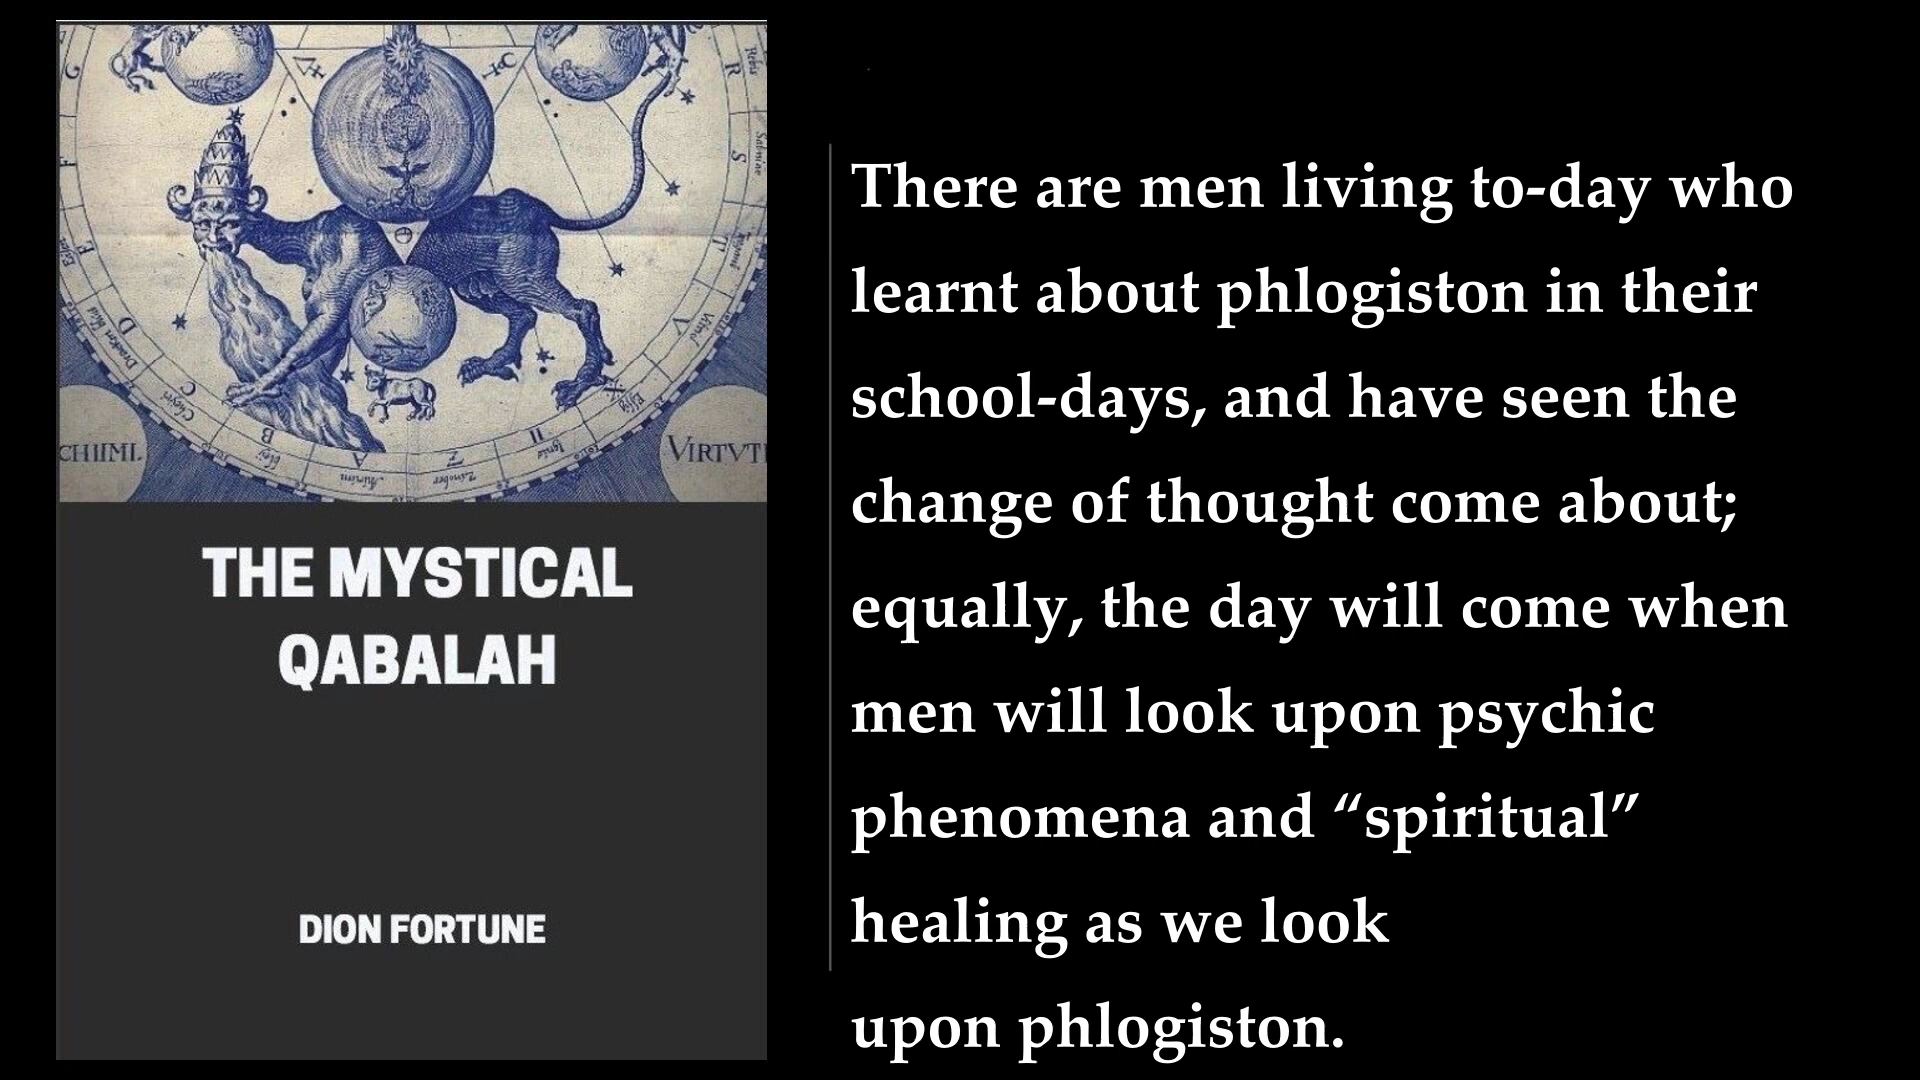 CHIIMI.
VIRTVTI
THE MYSTICAL
QABALAH
DION FORTUNE
There are men living to-day who
learnt about phlogiston in their
school-days, and have seen the
change of thought come about;
equally, the day will come when
men will look upon psychic
phenomena and “spiritual”
healing as we look
upon phlogiston.